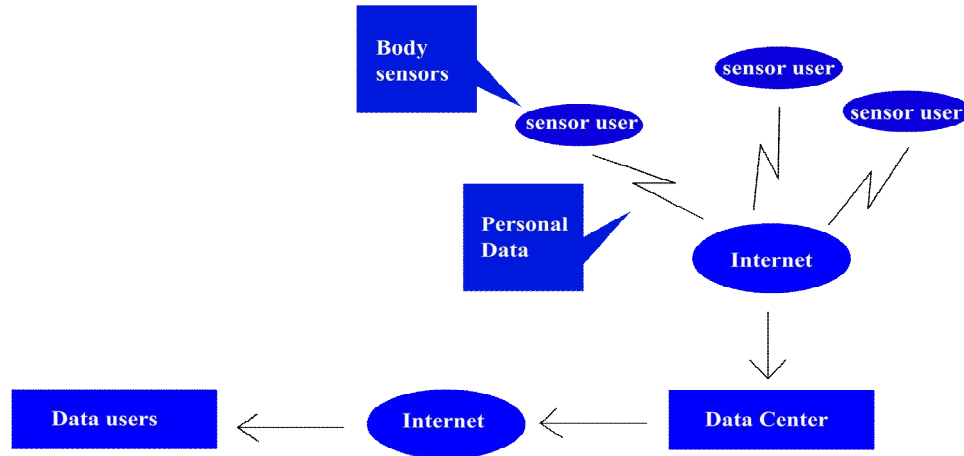 Body
sensors
sensor user
sensor user
sensor user
Personal
Data
Internet
Data users
Internet
Data Center